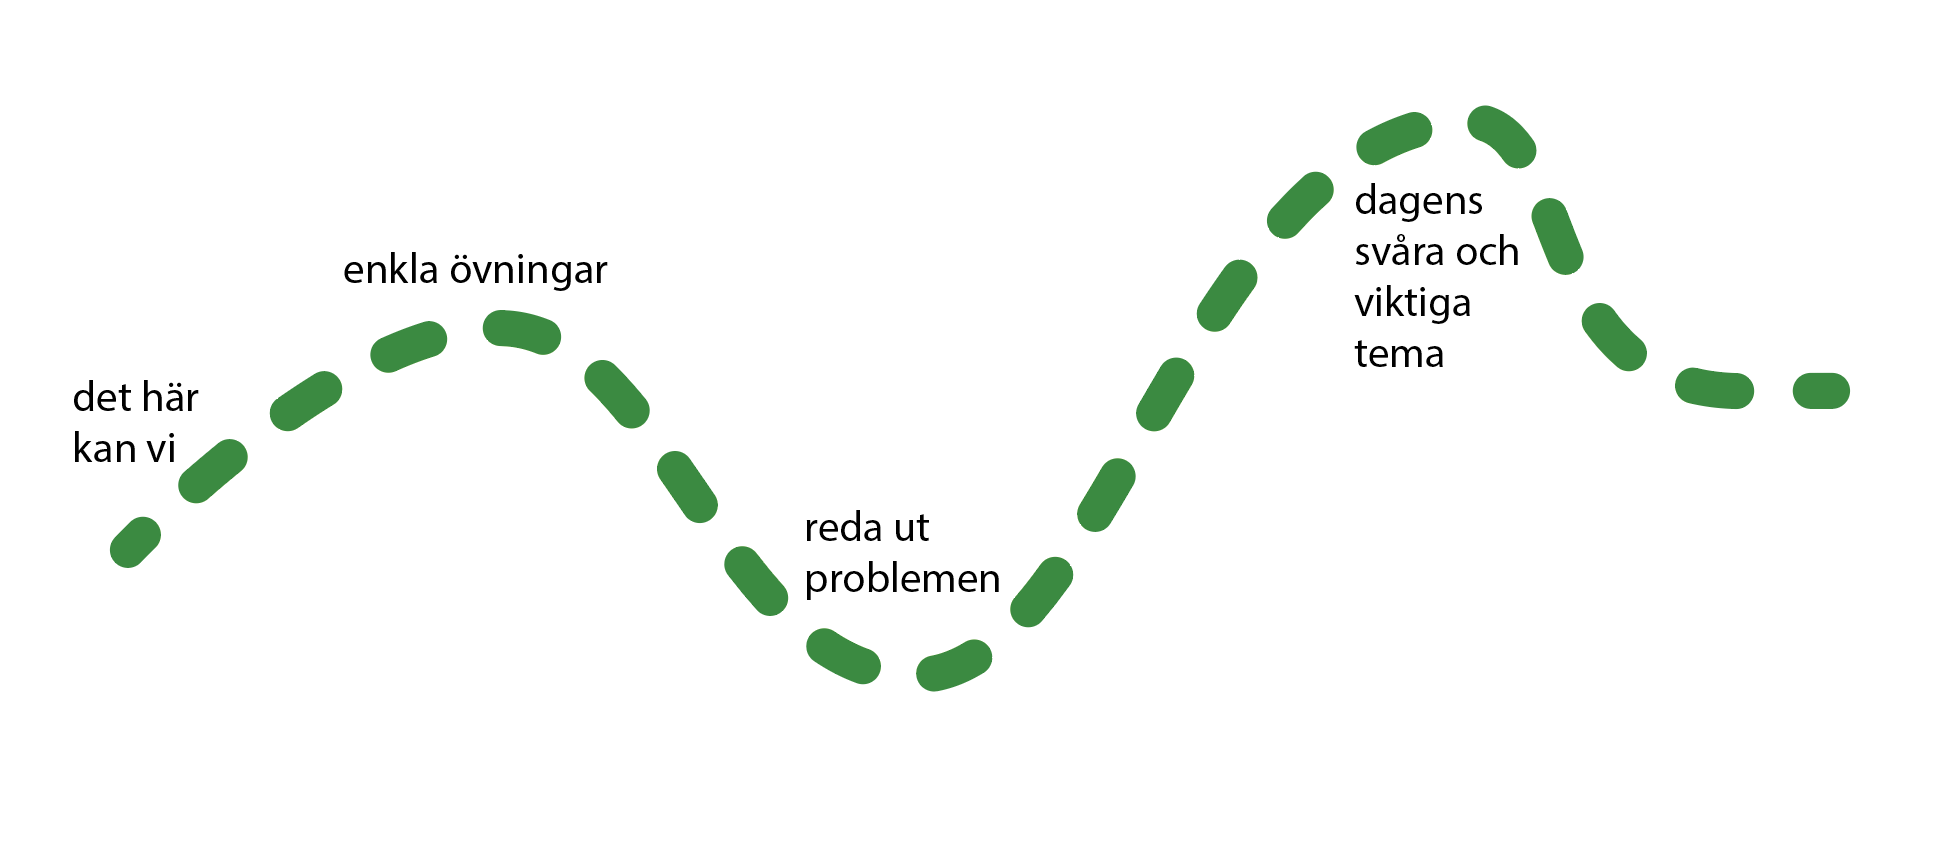 det här
kan vi
enkla övningar
reda ut
problemen
dagens
svåra och
viktiga
tema